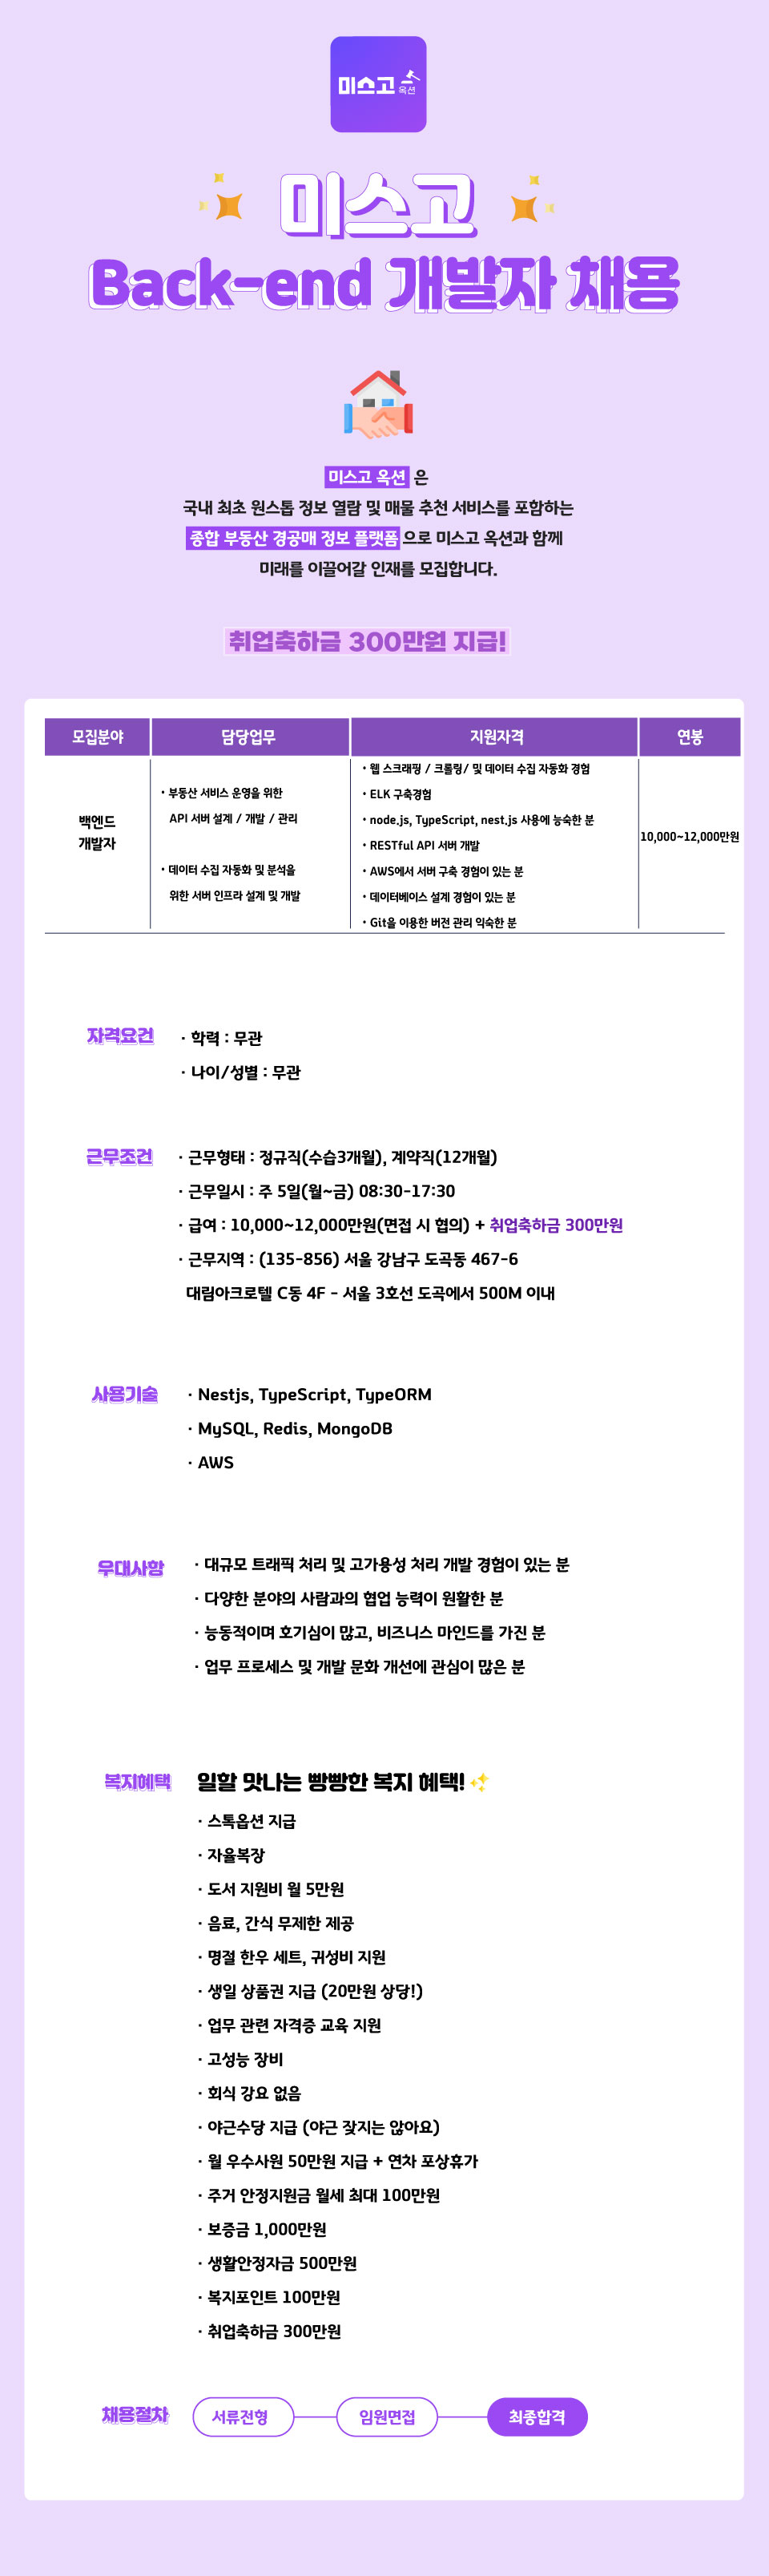 미스고 옥션
미스고
Back-end 개발자 채용
미스고 옥션 은
국내 최초 원스톱 정보 열람 및 매물 추천 서비스를 포함하는
종합 부동산 경공매 정보 플랫폼 으로 미스고 옥션과 함께
미래를 이끌어갈 인재를 모집합니다.
취업축하금 300만원 지급!
모집분야 담당업무 지원자격 연봉
백엔드
개발자
• 부동산 서비스 운영을 위한
API 서버 설계 / 개발 / 관리
• 데이터 수집 자동화 및 분석을
위한 서버 인프라 설계 및 개발
• 웹 스크래핑 / 크롤링/ 및 데이터 수집 자동화 경험
• ELK 구축경험
• node.js, TypeScript, nest.js 사용에 능숙한 분
• RESTful API 서버 개발
• AWS에서 서버 구축 경험이 있는 분
• 데이터베이스 설계 경험이 있는 분
• Git을 이용한 버전 관리 익숙한 분
10,000~12,000만원
자격요건
· 학력 : 무관
· 나이/성별 : 무관
근무조건
· 근무형태 : 정규직(수습3개월), 계약직(12개월)
· 근무일시 : 주 5일(월~금) 08:30-17:30
· 급여 : 10,000~12,000만원(면접 시 협의) + 취업축하금 300만원
· 근무지역 : (135-856) 서울 강남구 도곡동 467-6
대림아크로텔 C동 4F - 서울 3호선 도곡에서 500M 이내
사용기술
· Nestjs, TypeScript, TypeORM
· MySQL, Redis, MongoDB
· AWS
우대사항
· 대규모 트래픽 처리 및 고가용성 처리 개발 경험이 있는 분
· 다양한 분야의 사람과의 협업 능력이 원활한 분
· 능동적이며 호기심이 많고, 비즈니스 마인드를 가진 분
· 업무 프로세스 및 개발 문화 개선에 관심이 많은 분
복지혜택
일할 맛나는 빵빵한 복지 혜택!
· 스톡옵션 지급
· 자율복장
· 도서 지원비 월 5만원
· 음료, 간식 무제한 제공
· 명절 한우 세트, 귀성비 지원
· 생일 상품권 지급 (20만원 상당!)
· 업무 관련 자격증 교육 지원
· 고성능 장비
· 회식 강요 없음
· 야근수당 지급 (야근 잦지는 않아요)
· 월 우수사원 50만원 지급 + 연차 포상휴가
· 주거 안정지원금 월세 최대 100만원
· 보증금 1,000만원
· 생활안정자금 500만원
· 복지포인트 100만원
· 취업축하금 300만원
채용절차
서류전형 임원면접 최종합격